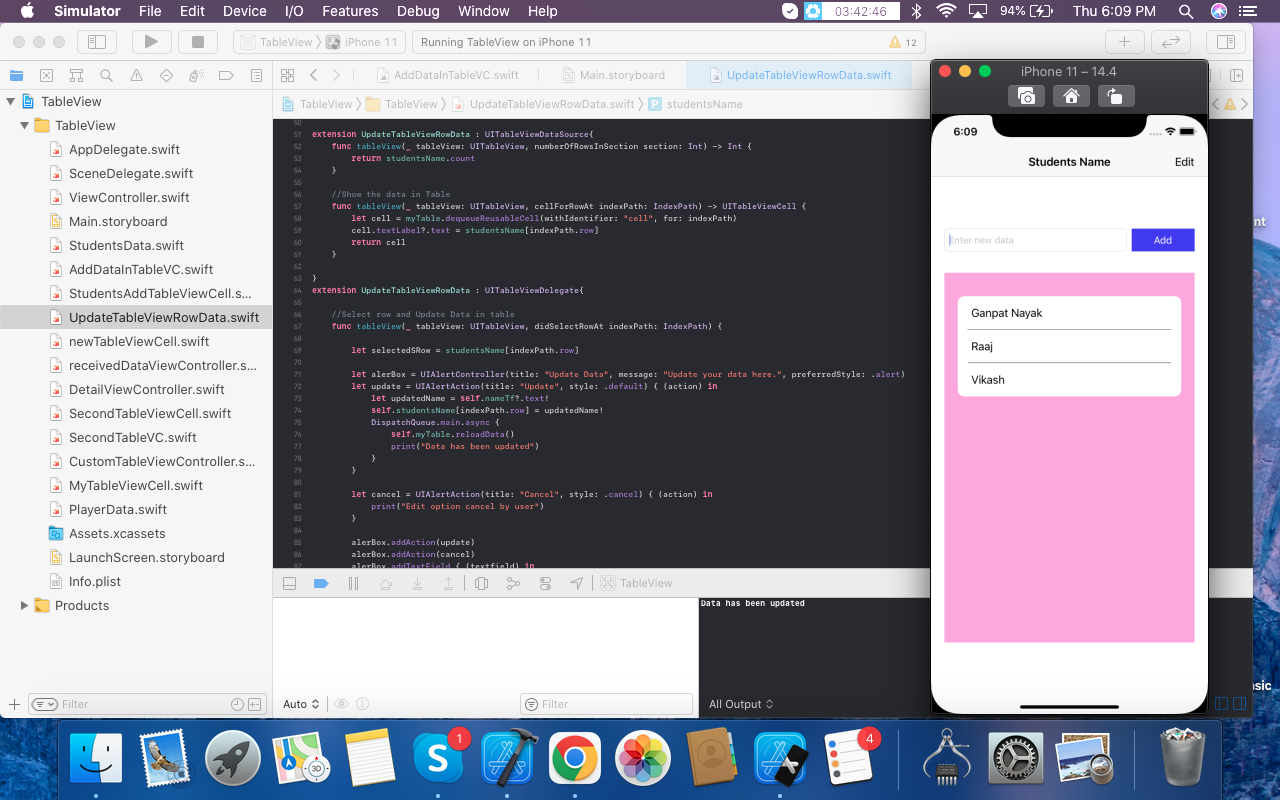 Simulator File Edit Device I/O Features Debug Window Help 03:42:46 94% Thu 6:09 PM
TableView iPhone 11 Running TableView on iPhone 11 12
AddDataInTableVC.swift Main.storyboard UpdateTableViewRowData.swift
TableView TableView UpdateTableViewRowData.swift P studentsName
TableView
TableView
AppDelegate.swift
SceneDelegate.swift
ViewController.swift
Main.storyboard
StudentsData.swift
AddDataInTableVC.swift
StudentsAddTableViewCell.s...
UpdateTableViewRowData.swift
newTableViewCell.swift
receivedDataViewController.s...
DetailViewController.swift
SecondTableViewCell.swift
SecondTableVC.swift
CustomTableViewController.s...
MyTableViewCell.swift
PlayerData.swift
Assets.xcassets
LaunchScreen.storyboard
Info.plist
Products
Filter
50
51 extension UpdateTableViewRowData : UITableViewDataSource{
52 func tableView(_ tableView: UITableView, numberOfRowsInSection section: Int) -> Int {
53 return studentsName.count
54 }
55
56 //Show the data in Table
57 func tableView(_ tableView: UITableView, cellForRowAt indexPath: IndexPath) -> UITableViewCell {
58 let cell = myTable.dequeueReusableCell(withIdentifier: "cell", for: indexPath)
59 cell.textLabel?.text = studentsName[indexPath.row]
60 return cell
61 }
62
63 }
64 extension UpdateTableViewRowData : UITableViewDelegate{
65
66 //Select row and Update Data in table
67 func tableView(_ tableView: UITableView, didSelectRowAt indexPath: IndexPath) {
68
69 let selectedSRow = studentsName[indexPath.row]
70
71 let alerBox = UIAlertController(title: "Update Data", message: "Update your data here.", preferredStyle: .alert)
72 let update = UIAlertAction(title: "Update", style: .default) { (action) in
73 let updatedName = self.nameTf?.text!
74 self.studentsName[indexPath.row] = updatedName!
75 DispatchQueue.main.async {
76 self.myTable.reloadData()
77 print("Data has been updated")
78 }
79 }
80
81 let cancel = UIAlertAction(title: "Cancel", style: .cancel) { (action) in
82 print("Edit option cancel by user")
83 }
84
85 alerBox.addAction(update)
86 alerBox.addAction(cancel)
87 alerBox.addTextField { (textfield) in
TableView
Data has been updated
Auto Filter All Output
iPhone 11 – 14.4
6:09
Students Name Edit
Enter new data Add
Ganpat Nayak
Raaj
Vikash
nt
sic
1
3D
4